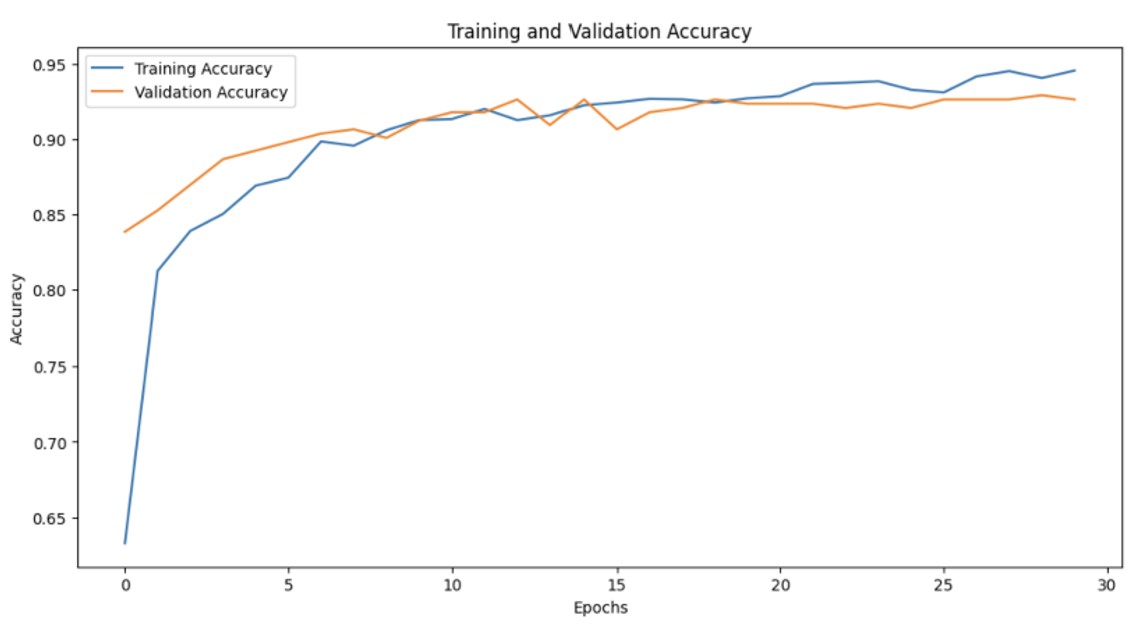 Training and Validation Accuracy
Training Accuracy
Validation Accuracy
0.95
0.90
0.85
0.80
0.75
0.70
0.65
Accuracy
0 5 10 15 20 25 30
Epochs